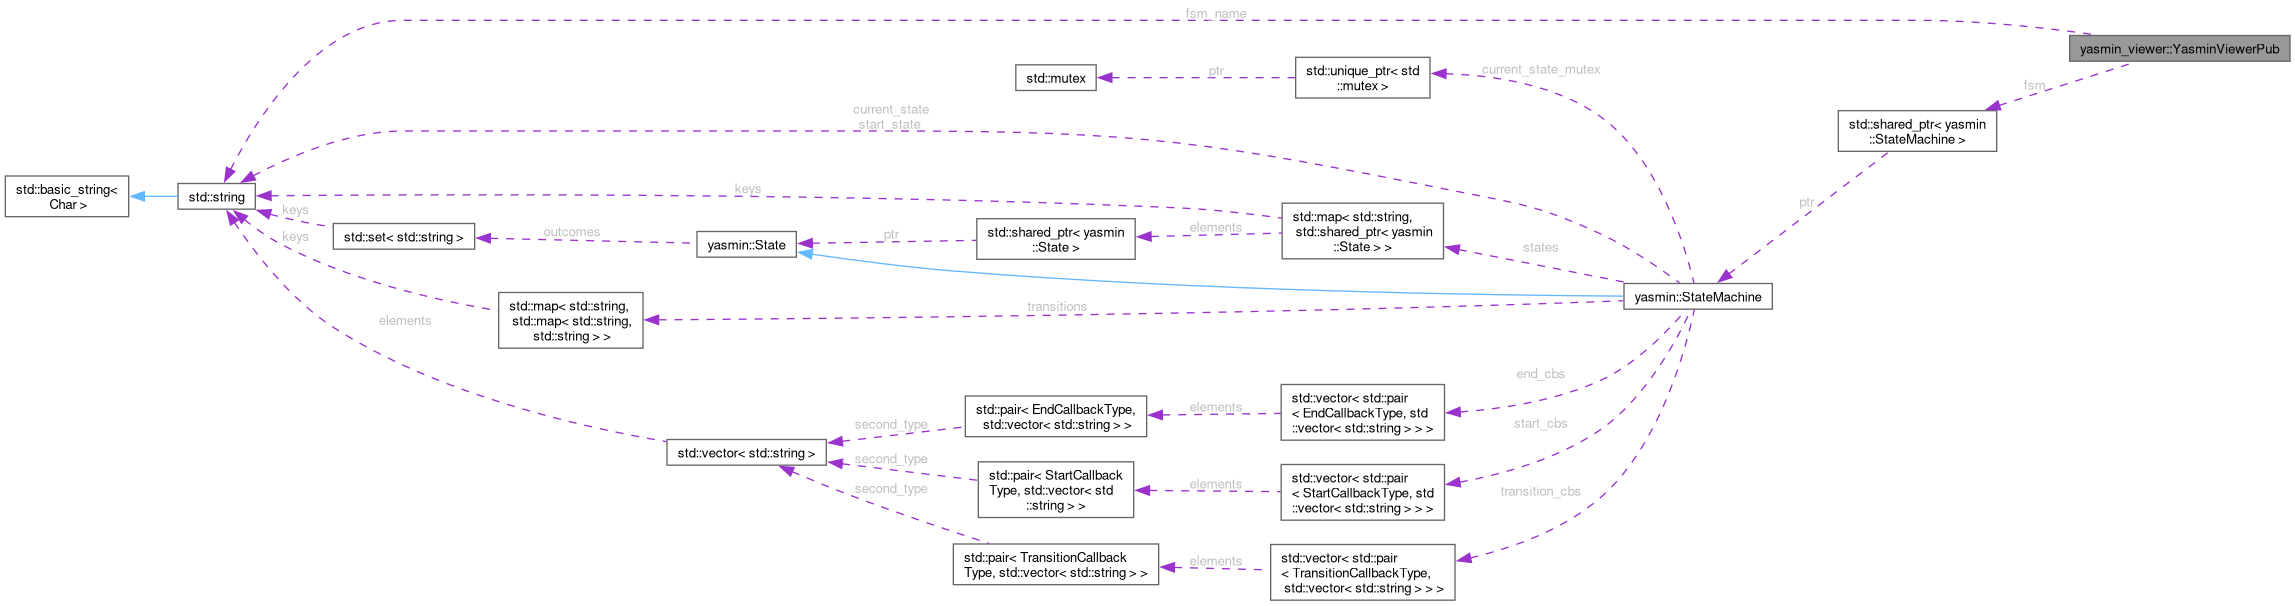 fsm_name
yasmin_viewer::YasminViewerPub
std::mutex
ptr
std::unique_ptr< std
::mutex >
current_state_mutex
fsm
std::shared_ptr< yasmin
::StateMachine >
current_state
start_state
std::basic_string<
Char >
std::string
keys
keys
keys
std::set< std::string >
outcomes
yasmin::State
ptr
std::shared_ptr< yasmin
::State >
elements
std::map< std::string,
std::shared_ptr< yasmin
::State > >
states
ptr
yasmin::StateMachine
std::map< std::string,
std::map< std::string,
std::string > >
transitions
elements
std::vector< std::string >
second_type
second_type
second_type
std::pair< EndCallbackType,
std::vector< std::string > >
elements
std::vector< std::pair
< EndCallbackType, std
::vector< std::string > > >
end_cbs
std::pair< StartCallback
Type, std::vector< std
::string > >
elements
std::vector< std::pair
< StartCallbackType, std
::vector< std::string > > >
start_cbs
std::pair< TransitionCallback
Type, std::vector< std::string > >
elements
std::vector< std::pair
< TransitionCallbackType,
std::vector< std::string > > >
transition_cbs